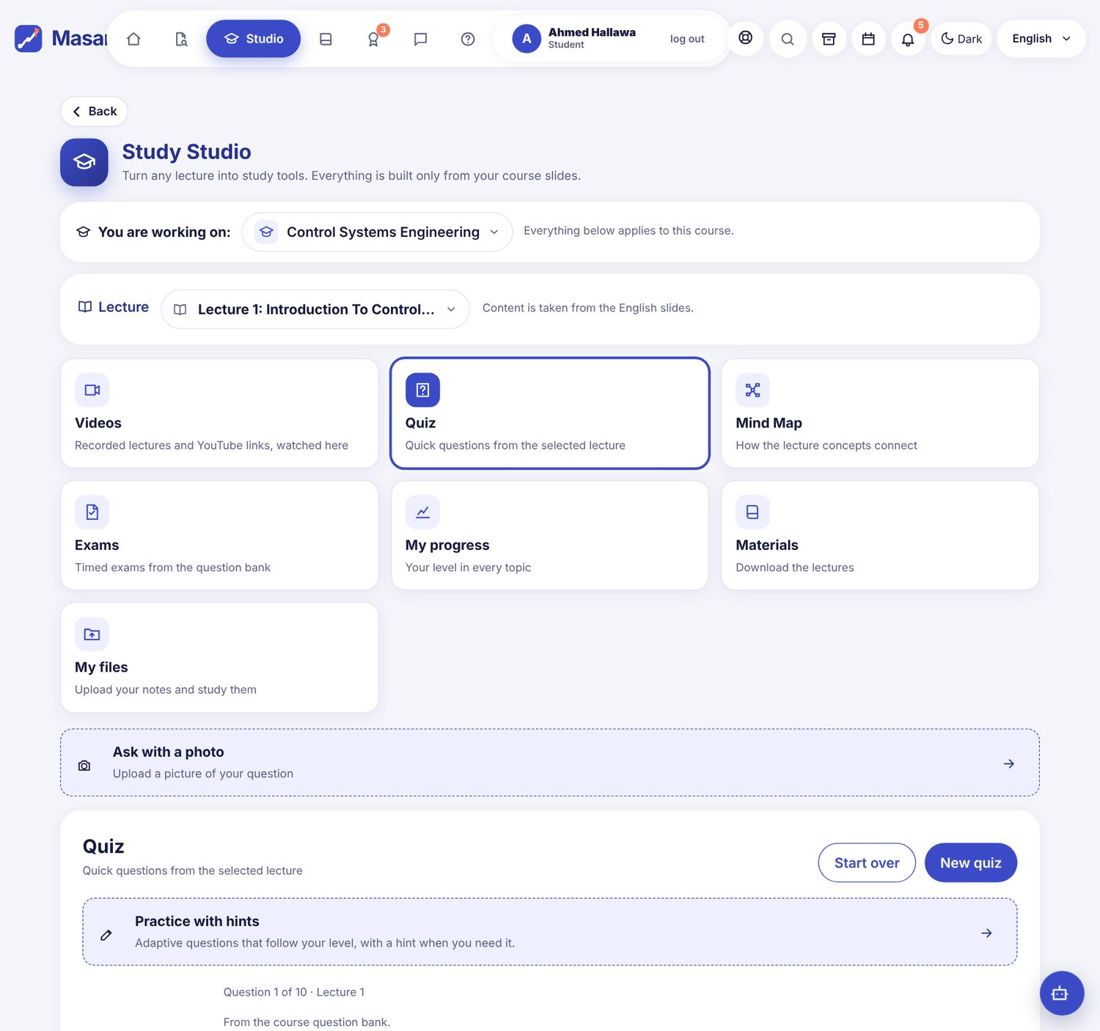 Studio
3
A
Ahmed Hallawa
Student
log out
5
Dark
English
Back
Study Studio
Turn any lecture into study tools. Everything is built only from your course slides.
You are working on:
Control Systems Engineering
Everything below applies to this course.
Lecture
Lecture 1: Introduction To Control...
Content is taken from the English slides.
Videos
Recorded lectures and YouTube links, watched here
Quiz
Quick questions from the selected lecture
Mind Map
How the lecture concepts connect
Exams
Timed exams from the question bank
My progress
Your level in every topic
Materials
Download the lectures
My files
Upload your notes and study them
Ask with a photo
Upload a picture of your question
Quiz
Quick questions from the selected lecture
Start over
New quiz
Practice with hints
Adaptive questions that follow your level, with a hint when you need it.
Question 1 of 10 · Lecture 1
From the course question bank.